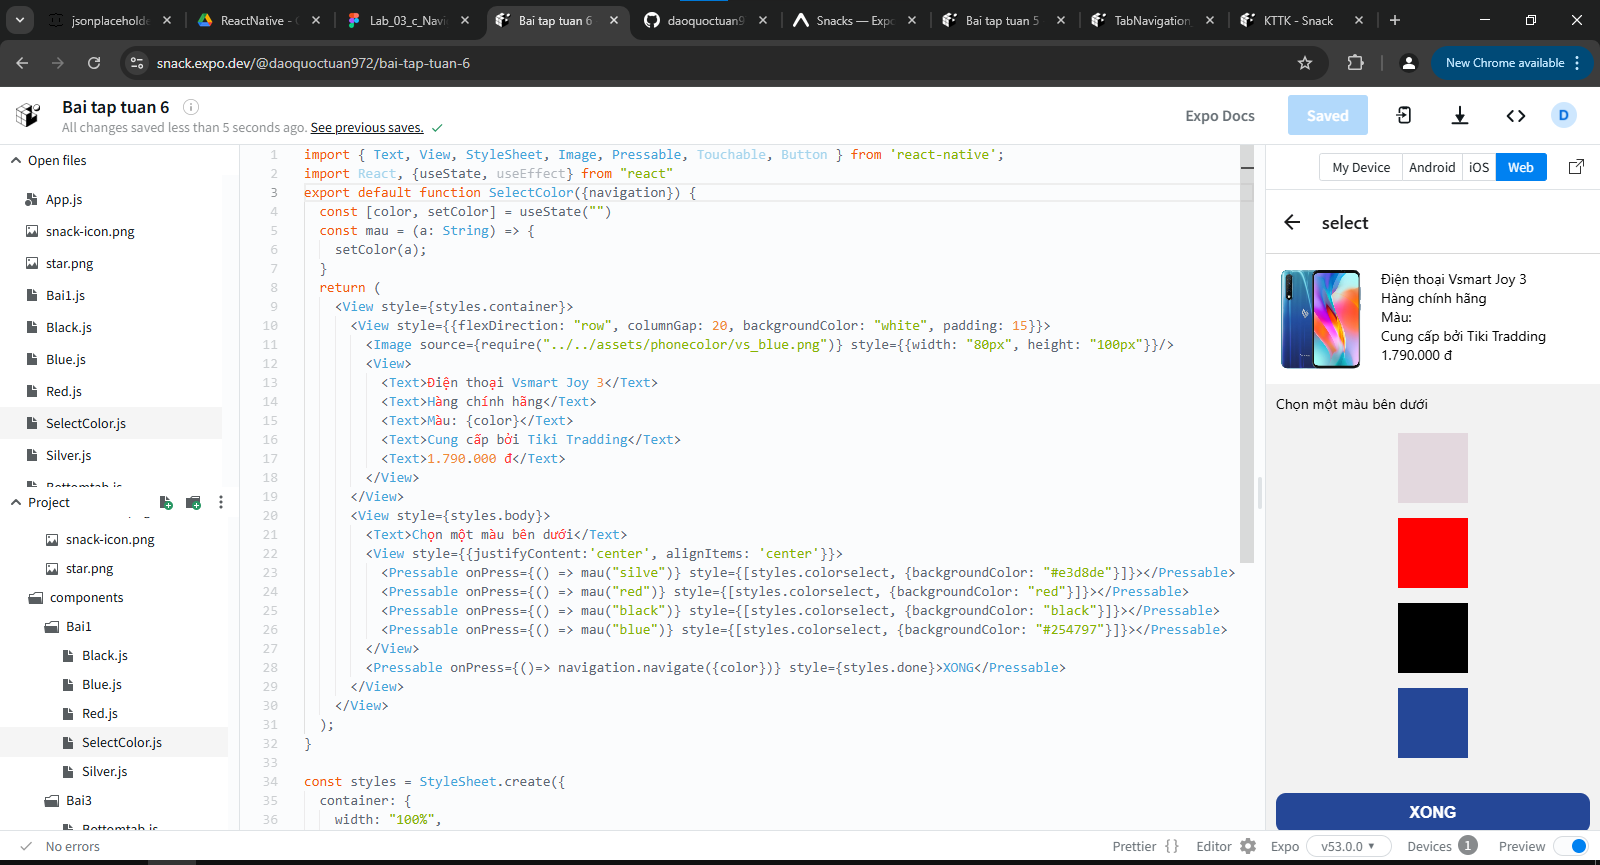 jsonplaceholde
ReactNative - G
Lab_03_c_Navi
Bai tap tuan 6
daoquoctuan9
Snacks — Expo
Bai tap tuan 5
TabNavigation
KTTK - Snack
snack.expo.dev/@daoquoctuan972/bai-tap-tuan-6
New Chrome available
Bai tap tuan 6
All changes saved less than 5 seconds ago. See previous saves.
Expo Docs
Saved
D
Open files
App.js
snack-icon.png
star.png
Bai1.js
Black.js
Blue.js
Red.js
SelectColor.js
Silver.js
Bottomtab.js
Project
snack-icon.png
star.png
components
Bai1
Black.js
Blue.js
Red.js
SelectColor.js
Silver.js
Bai3
Bottomtab.js
1 import { Text, View, StyleSheet, Image, Pressable, Touchable, Button } from 'react-native';
2 import React, {useState, useEffect} from "react"
3 export default function SelectColor({navigation}) {
4 const [color, setColor] = useState("")
5 const mau = (a: String) => {
6 setColor(a);
7 }
8 return (
9 <View style={styles.container}>
10 <View style={{flexDirection: "row", columnGap: 20, backgroundColor: "white", padding: 15}}>
11 <Image source={require("../../assets/phonecolor/vs_blue.png")} style={{width: "80px", height: "100px"}}/>
12 <View>
13 <Text>Điện thoại Vsmart Joy 3</Text>
14 <Text>Hàng chính hãng</Text>
15 <Text>Màu: {color}</Text>
16 <Text>Cung cấp bởi Tiki Tradding</Text>
17 <Text>1.790.000 đ</Text>
18 </View>
19 </View>
20 <View style={styles.body}>
21 <Text>Chọn một màu bên dưới</Text>
22 <View style={{justifyContent:'center', alignItems: 'center'}}>
23 <Pressable onPress={() => mau("silve")} style={[styles.colorselect, {backgroundColor: "#e3d8de"}]}></Pressable>
24 <Pressable onPress={() => mau("red")} style={[styles.colorselect, {backgroundColor: "red"}]}></Pressable>
25 <Pressable onPress={() => mau("black")} style={[styles.colorselect, {backgroundColor: "black"}]}></Pressable>
26 <Pressable onPress={() => mau("blue")} style={[styles.colorselect, {backgroundColor: "#254797"}]}></Pressable>
27 </View>
28 <Pressable onPress={()=> navigation.navigate({color})} style={styles.done}>XONG</Pressable>
29 </View>
30 </View>
31 );
32 }
33
34 const styles = StyleSheet.create({
35 container: {
36 width: "100%",
My Device
Android
iOS
Web
select
Điện thoại Vsmart Joy 3
Hàng chính hãng
Màu:
Cung cấp bởi Tiki Tradding
1.790.000 đ
Chọn một màu bên dưới
XONG
No errors
Prettier { }
Editor
Expo
v53.0.0
Devices 1
Preview